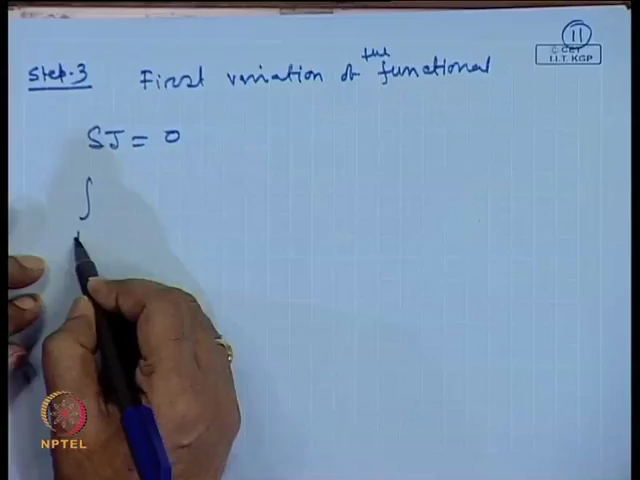 11
© CET
I.I.T. KGP
Step-3 First variation of the functional
δJ = 0
∫
NPTEL